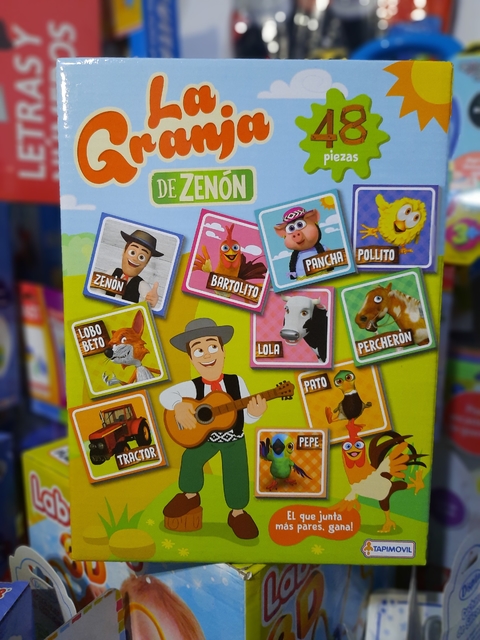 LETRAS Y
NÚMEROS
La
Granja
DE ZENÓN
48
piezas
ZENÓN
BARTOLITO
PANCHA
POLLITO
LOBO
BETO
LOLA
PERCHERÓN
PATO
TRACTOR
PEPE
El que junta
más pares, gana!
TAPIMOVIL
Lab